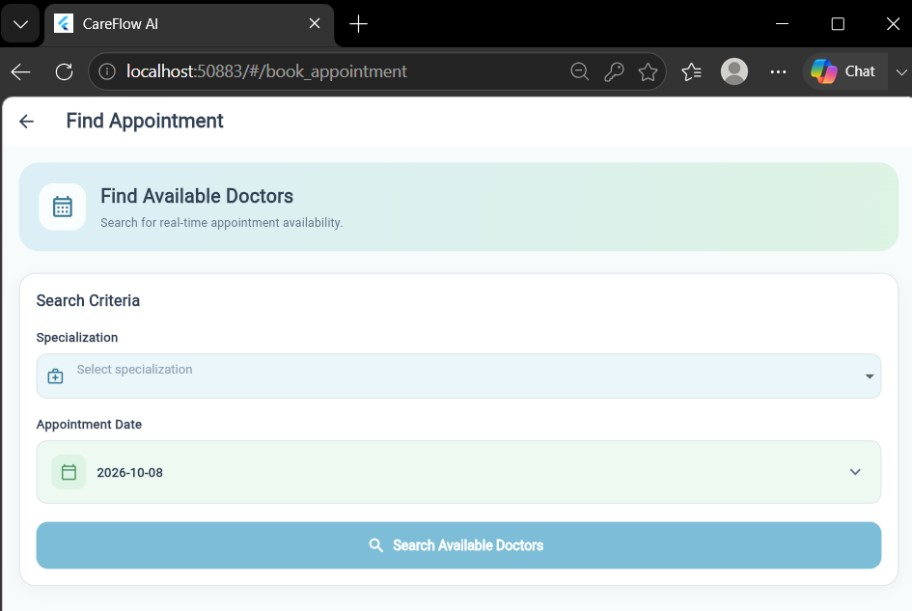 CareFlow AI
localhost:50883/#/book_appointment
Chat
Find Appointment
Find Available Doctors
Search for real-time appointment availability.
Search Criteria
Specialization
Select specialization
Appointment Date
2026-10-08
Search Available Doctors